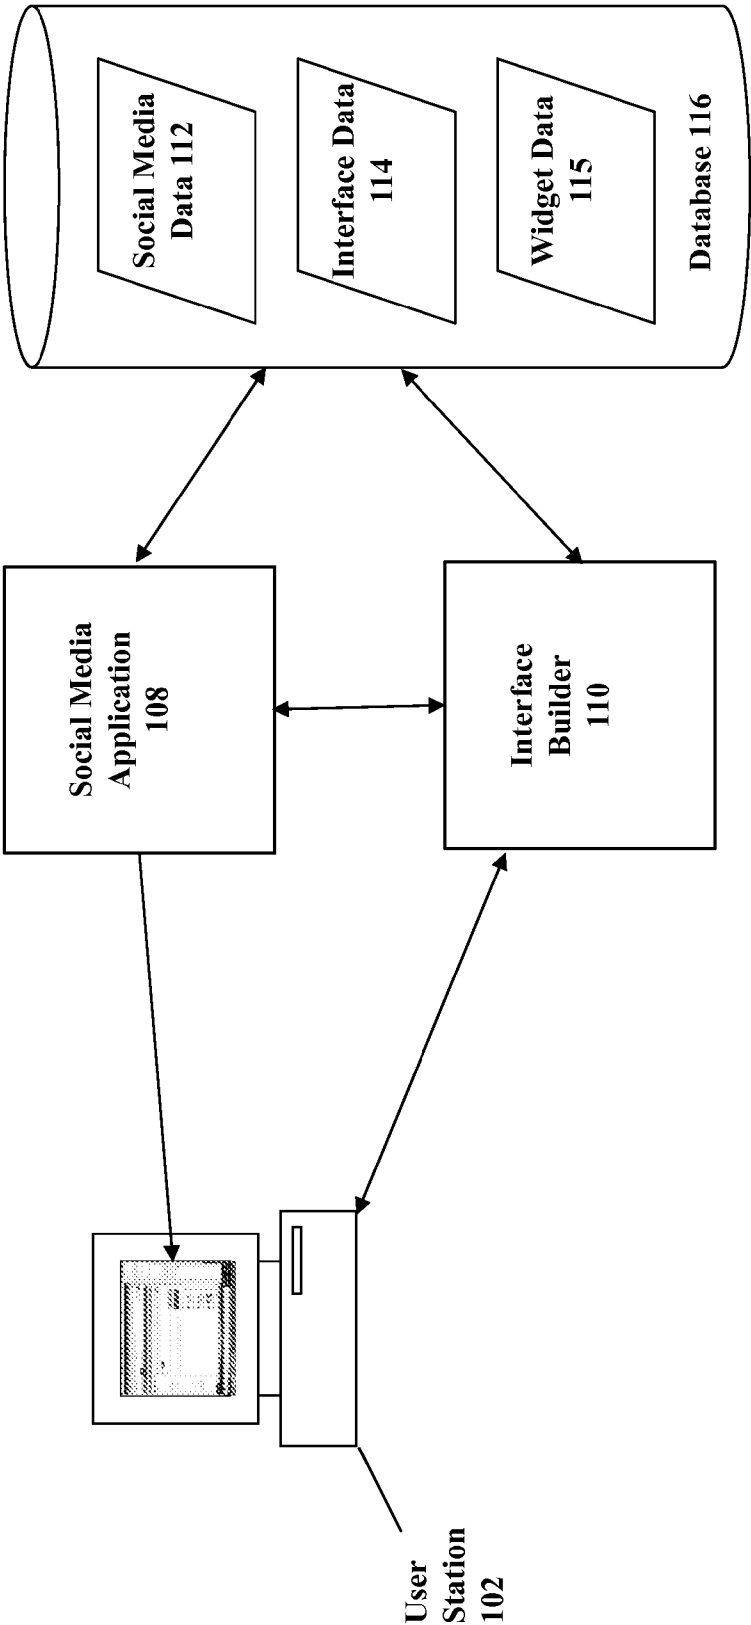 User
Station
102
Social Media
Application
108
Interface
Builder
110
Social Media
Data 112
Interface Data
114
Widget Data
115
Database 116